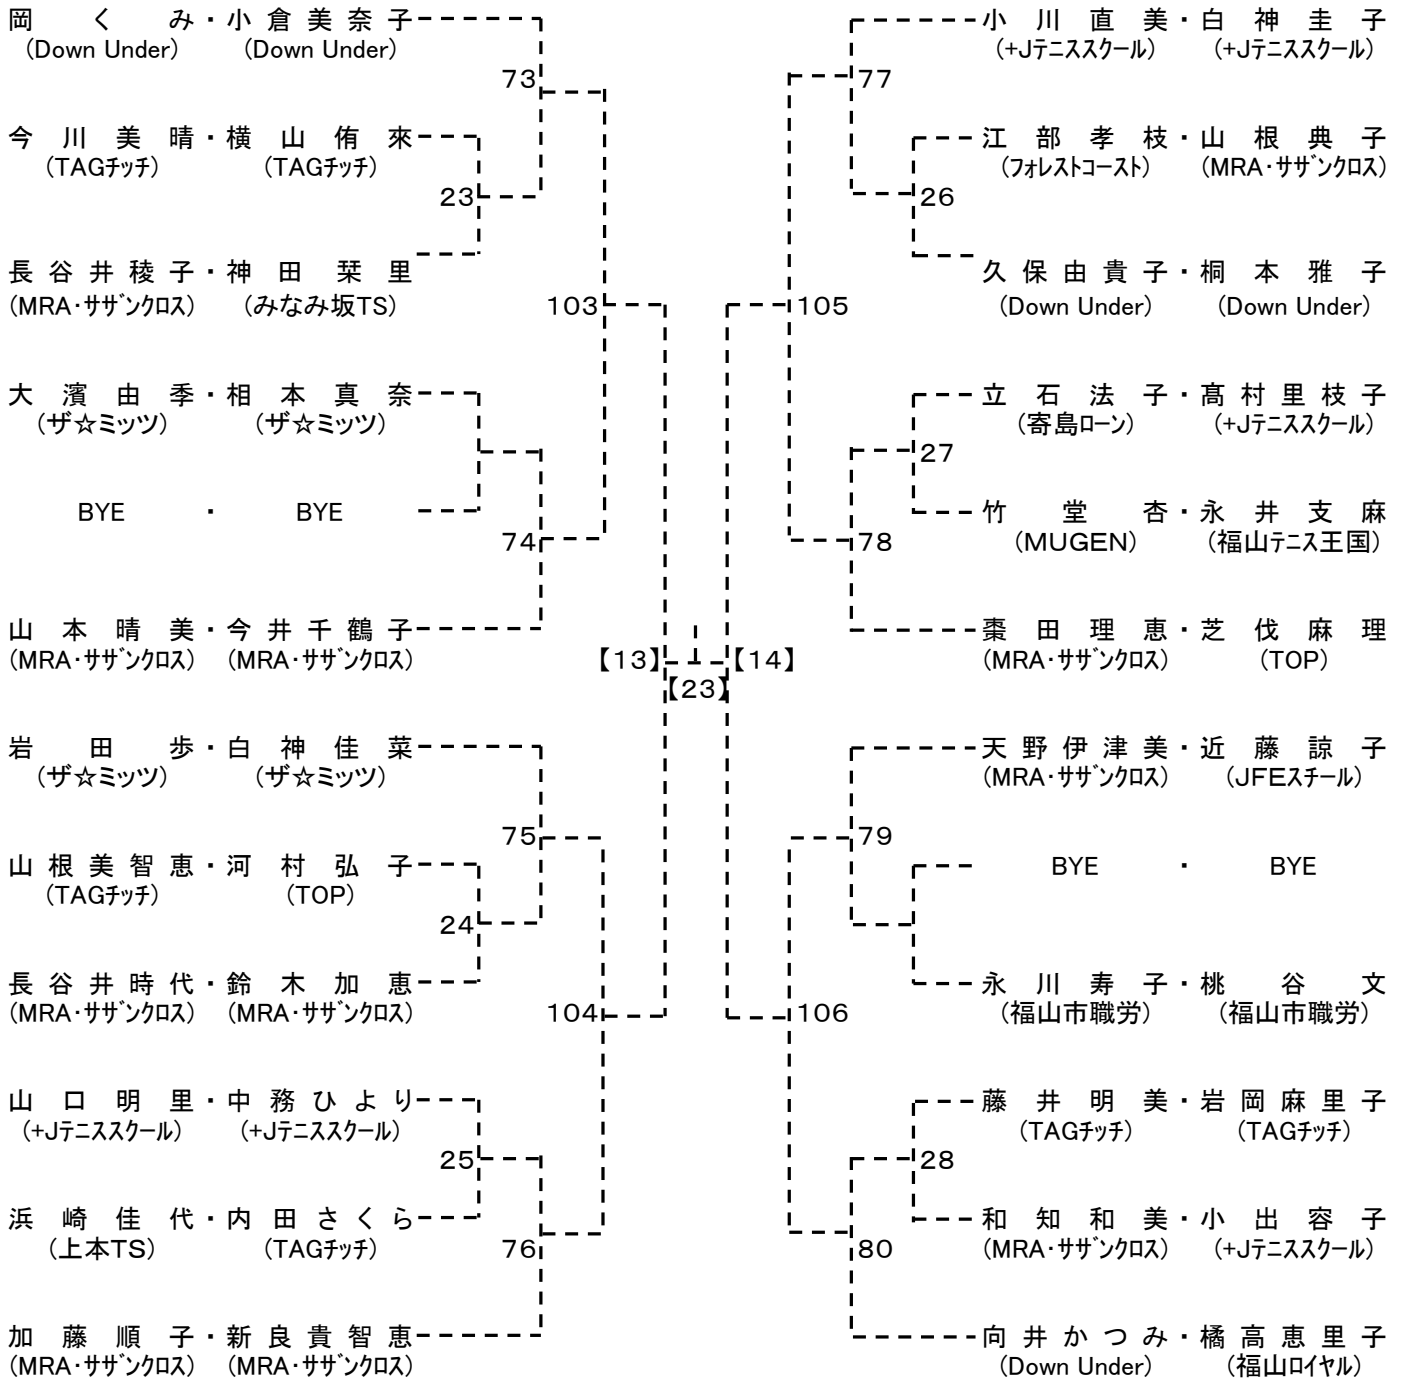 岡くみ・小倉美奈子
(Down Under) (Down Under)
73
今川美晴・横山侑來
(TAGﾁｯﾁ) (TAGﾁｯﾁ)
23
長谷井稜子・神田栞里
(MRA･ｻｻﾞﾝｸﾛｽ) (みなみ坂TS)
103
大濱由季・相本真奈
(ザ☆ミッツ) (ザ☆ミッツ)
BYE ・ BYE
74
山本晴美・今井千鶴子
(MRA･ｻｻﾞﾝｸﾛｽ) (MRA･ｻｻﾞﾝｸﾛｽ)
岩田歩・白神佳菜
(ザ☆ミッツ) (ザ☆ミッツ)
75
山根美智恵・河村弘子
(TAGﾁｯﾁ) (TOP)
24
長谷井時代・鈴木加恵
(MRA･ｻｻﾞﾝｸﾛｽ) (MRA･ｻｻﾞﾝｸﾛｽ)
104
山口明里・中務ひより
(+Jﾃﾆｽｽｸｰﾙ) (+Jﾃﾆｽｽｸｰﾙ)
25
浜崎佳代・内田さくら
(上本TS) (TAGﾁｯﾁ)
76
加藤順子・新良貴智恵
(MRA･ｻｻﾞﾝｸﾛｽ) (MRA･ｻｻﾞﾝｸﾛｽ)
【13】 【14】
【23】
小川直美・白神圭子
(+Jﾃﾆｽｽｸｰﾙ) (+Jﾃﾆｽｽｸｰﾙ)
77
江部孝枝・山根典子
(ﾌｫﾚｽﾄｺｰｽﾄ) (MRA･ｻｻﾞﾝｸﾛｽ)
26
久保由貴子・桐本雅子
(Down Under) (Down Under)
105
立石法子・髙村里枝子
(寄島ﾛｰﾝ) (+Jﾃﾆｽｽｸｰﾙ)
27
竹堂杏・永井支麻
(MUGEN) (福山ﾃﾆｽ王国)
78
棗田理恵・芝伐麻理
(MRA･ｻｻﾞﾝｸﾛｽ) (TOP)
天野伊津美・近藤諒子
(MRA･ｻｻﾞﾝｸﾛｽ) (JFEｽﾁｰﾙ)
79
BYE ・ BYE
永川寿子・桃谷文
(福山市職労) (福山市職労)
106
藤井明美・岩岡麻里子
(TAGﾁｯﾁ) (TAGﾁｯﾁ)
28
和知和美・小出容子
(MRA･ｻｻﾞﾝｸﾛｽ) (+Jﾃﾆｽｽｸｰﾙ)
80
向井かつみ・橘高恵里子
(Down Under) (福山ﾛｲﾔﾙ)